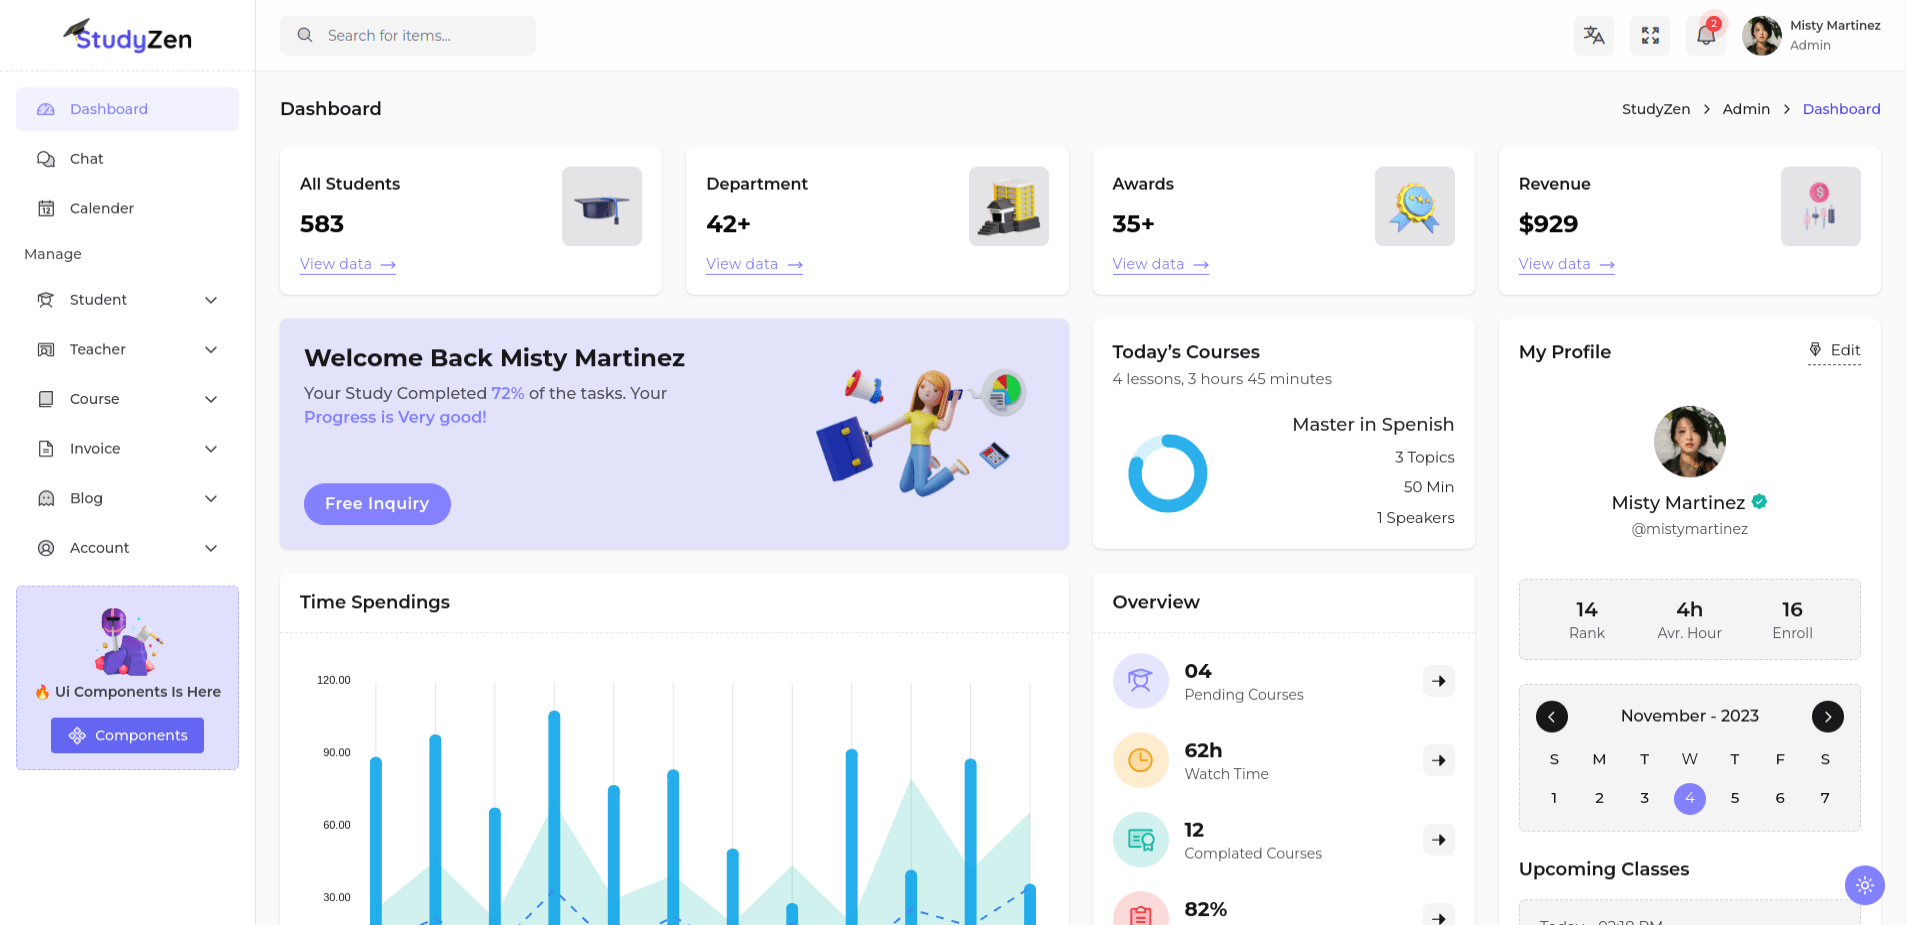 StudyZen
Search for items...
2
Misty Martinez
Admin
Dashboard
Chat
Calender
Manage
Student
Teacher
Course
Invoice
Blog
Account
🔥 Ui Components Is Here
Components
Dashboard
StudyZen > Admin > Dashboard
All Students
583
View data →
Department
42+
View data →
Awards
35+
View data →
Revenue
$929
View data →
Welcome Back Misty Martinez
Your Study Completed 72% of the tasks. Your
Progress is Very good!
Free Inquiry
Today's Courses
4 lessons, 3 hours 45 minutes
Master in Spenish
3 Topics
50 Min
1 Speakers
My Profile
Edit
Misty Martinez
@mistymartinez
14
Rank
4h
Avr. Hour
16
Enroll
November - 2023
S M T W T F S
1 2 3 4 5 6 7
Upcoming Classes
Today - 02:18 PM
Time Spendings
120.00
90.00
60.00
30.00
Overview
04
Pending Courses
62h
Watch Time
12
Complated Courses
82%